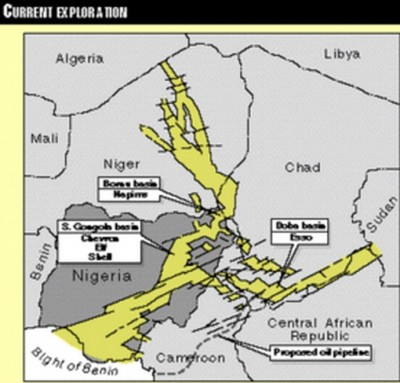 CURRENT EXPLORATION
Algeria
Libya
Mali
Niger
Chad
Bornu basin
Napims
S. Gongola basin
Chevron
Elf
Shell
Doba basin
Esso
Sudan
Benin
Nigeria
Central African
Republic
Cameroon
Proposed oil pipeline
Bight of Benin